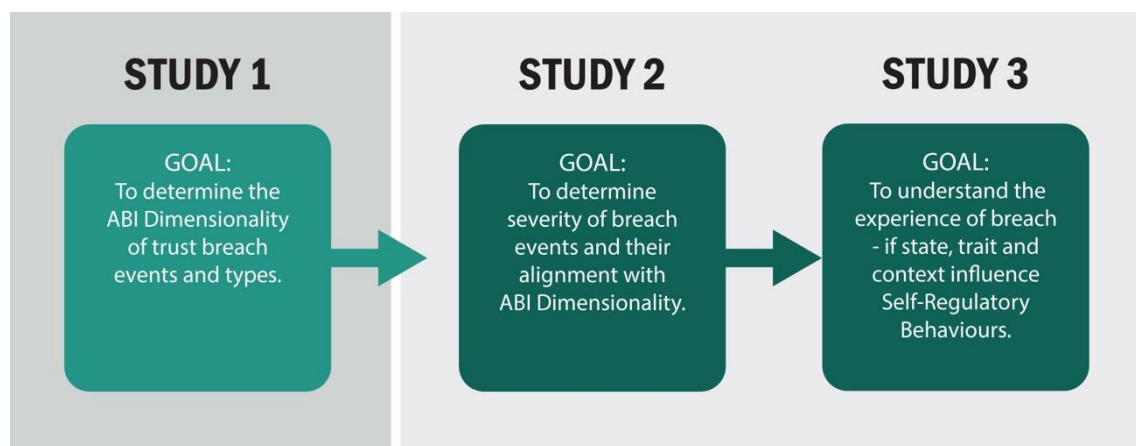 STUDY 1
GOAL:
To determine the
ABI Dimensionality
of trust breach
events and types.
STUDY 2
GOAL:
To determine
severity of breach
events and their
alignment with
ABI Dimensionality.
STUDY 3
GOAL:
To understand the
experience of breach
- if state, trait and
context influence
Self-Regulatory
Behaviours.